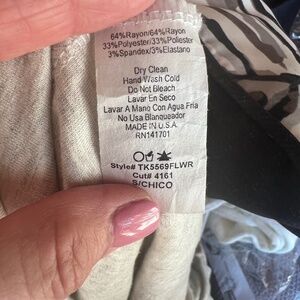 64%Rayon/64%Rayon
33%Polyester/33%Poliester
3%Spandex/3%Elastano
Dry Clean
Hand Wash Cold
Do Not Bleach
Lavar En Seco
Lavar A Mano Con Agua Fria
No Usa Blanqueador
MADE IN U.S.A.
RN141701
Style# TK5569FLWR
Cut# 4161
S/CHICO